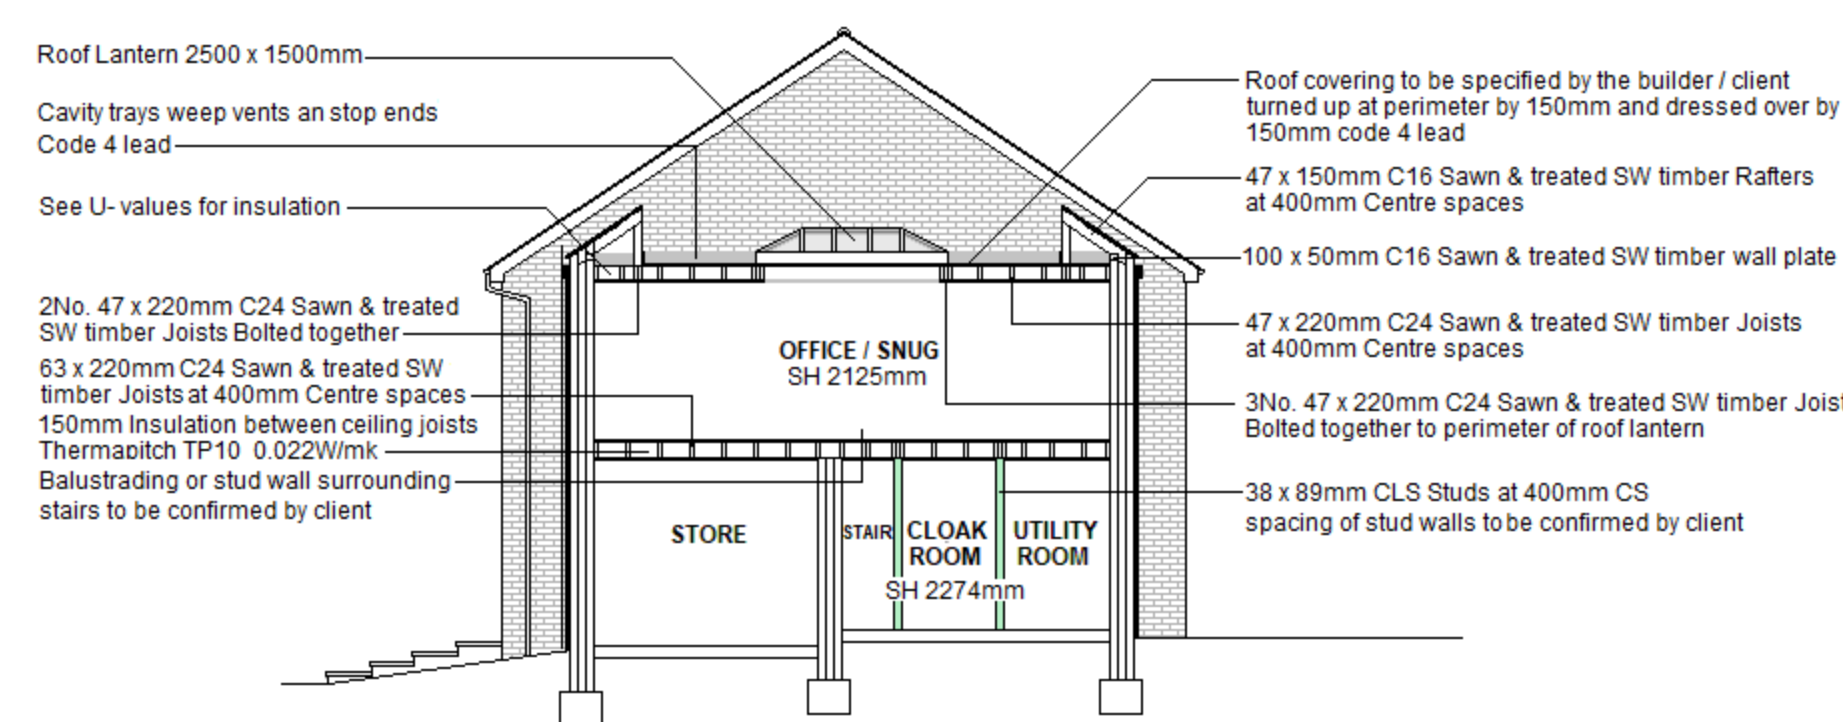 Roof Lantern 2500 x 1500mm
Cavity trays weep vents an stop ends
Code 4 lead
See U- values for insulation
2No. 47 x 220mm C24 Sawn & treated
SW timber Joists Bolted together
63 x 220mm C24 Sawn & treated SW
timber Joists at 400mm Centre spaces
150mm Insulation between ceiling joists
Thermapitch TP10 0.022W/mk
Balustrading or stud wall surrounding
stairs to be confirmed by client
OFFICE / SNUG
SH 2125mm
STORE
STAIR
CLOAK
ROOM
UTILITY
ROOM
SH 2274mm
Roof covering to be specified by the builder / client
turned up at perimeter by 150mm and dressed over by
150mm code 4 lead
47 x 150mm C16 Sawn & treated SW timber Rafters
at 400mm Centre spaces
100 x 50mm C16 Sawn & treated SW timber wall plate
47 x 220mm C24 Sawn & treated SW timber Joists
at 400mm Centre spaces
3No. 47 x 220mm C24 Sawn & treated SW timber Joist
Bolted together to perimeter of roof lantern
38 x 89mm CLS Studs at 400mm CS
spacing of stud walls to be confirmed by client